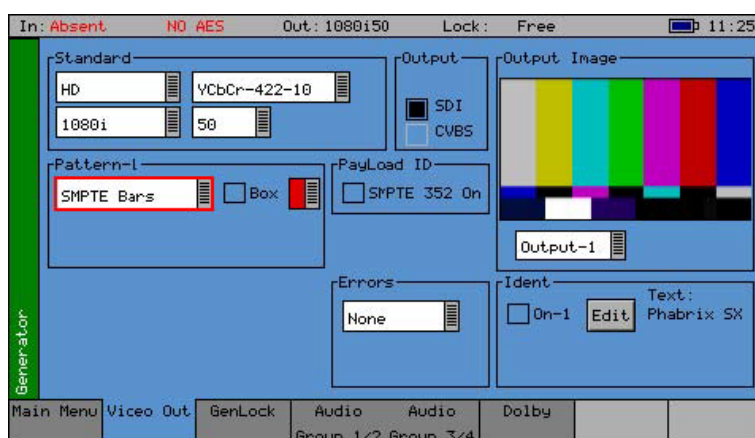 In: Absent NO AES Out: 1080i50 Lock: Free 11:25
Standard
HD YCbCr-422-10
1080i 50
Output
SDI
CVBS
Output Image
Output-1
Pattern-1
SMPTE Bars Box
PayLoad ID
SMPTE 352 On
Errors
None
Ident
On-1 Edit Text:
Phabrix SX
Generator
Main Menu Viceo Out GenLock Audio Audio Dolby
Group 1/2 Group 3/4